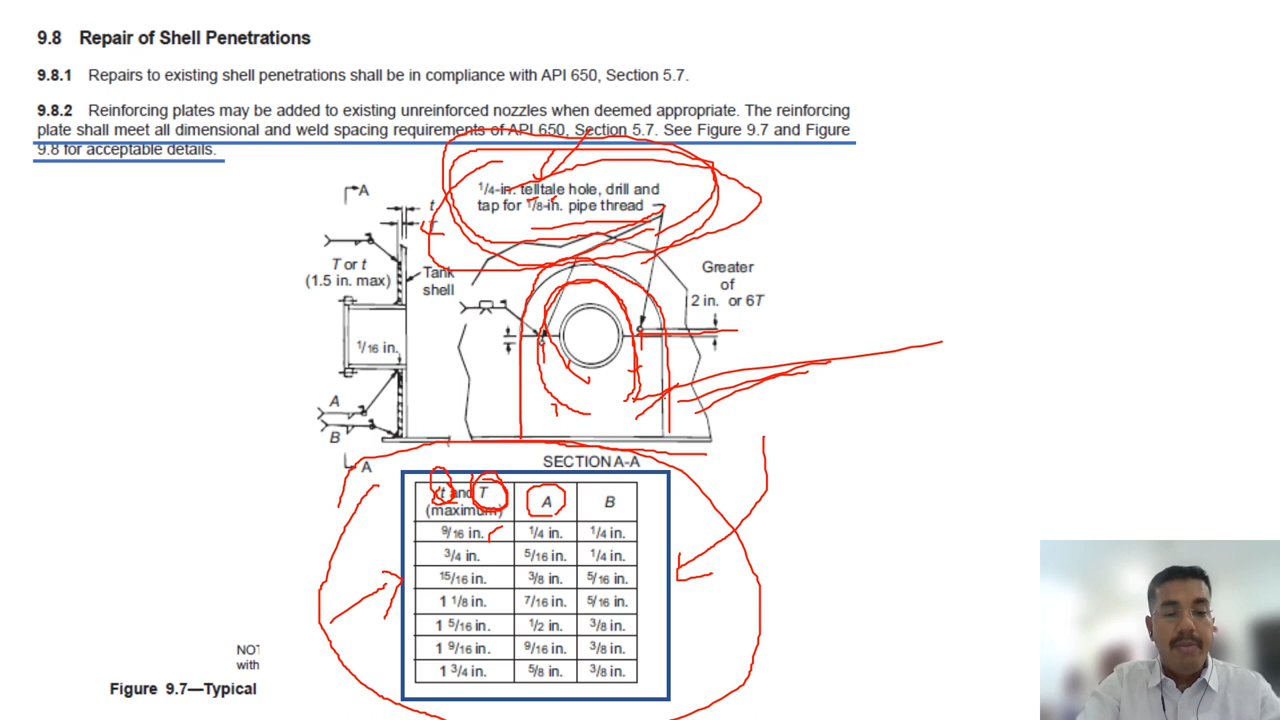 9.8 Repair of Shell Penetrations
9.8.1 Repairs to existing shell penetrations shall be in compliance with API 650, Section 5.7.
9.8.2 Reinforcing plates may be added to existing unreinforced nozzles when deemed appropriate. The reinforcing
plate shall meet all dimensional and weld spacing requirements of API 650, Section 5.7. See Figure 9.7 and Figure
9.8 for acceptable details.
A
t
1/4-in. telltale hole, drill and
tap for 1/8-in. pipe thread
T or t
(1.5 in. max)
Tank
shell
Greater
of
2 in. or 6T
1/16 in.
A
B
A
SECTION A-A
t and T
(maximum)
A
B
9/16 in. 1/4 in. 1/4 in.
3/4 in. 5/16 in. 1/4 in.
15/16 in. 3/8 in. 5/16 in.
1 1/8 in. 7/16 in. 5/16 in.
1 5/16 in. 1/2 in. 3/8 in.
1 9/16 in. 9/16 in. 3/8 in.
1 3/4 in. 5/8 in. 3/8 in.
NOT
with
Figure 9.7—Typical